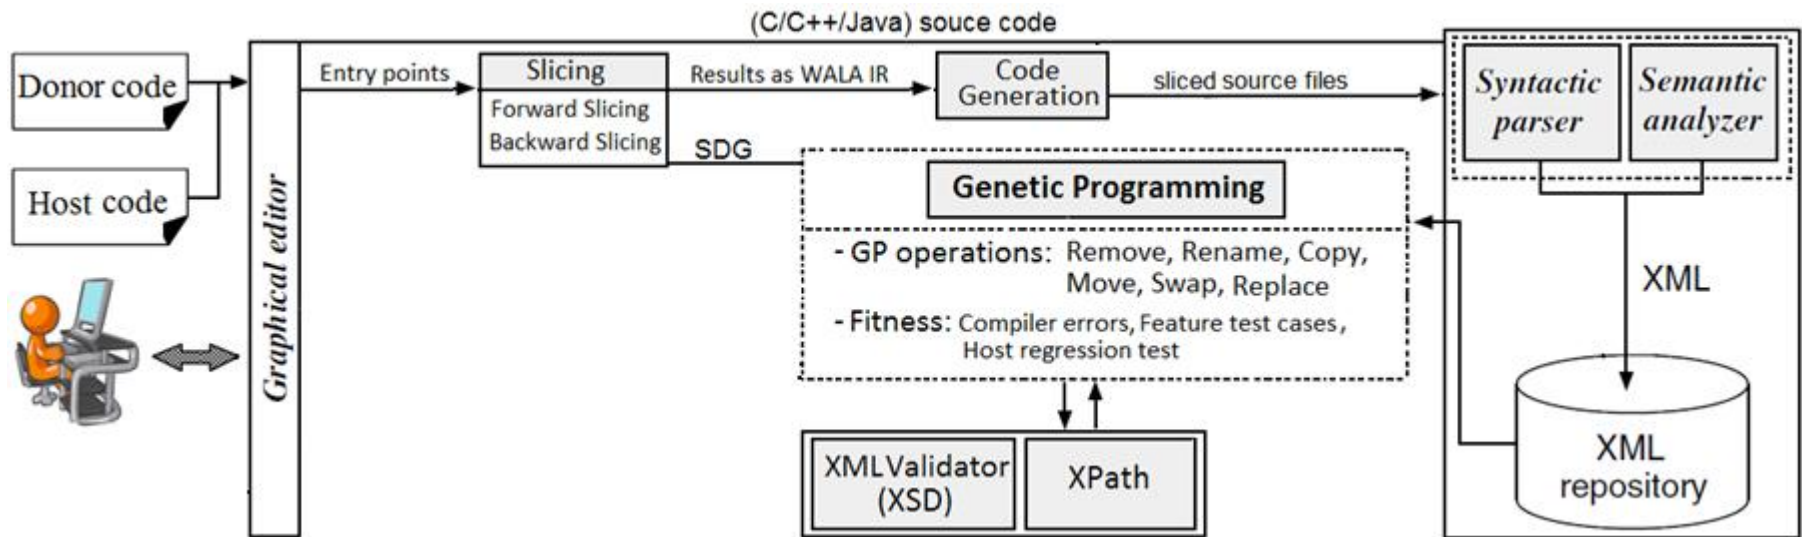 (C/C++/Java) souce code
Donor code
Host code
Graphical editor
Entry points
Slicing
Forward Slicing
Backward Slicing
Results as WALA IR
SDG
Code
Generation
sliced source files
Syntactic
parser
Semantic
analyzer
Genetic Programming
- GP operations: Remove, Rename, Copy,
Move, Swap, Replace
- Fitness: Compiler errors, Feature test cases,
Host regression test
XMLValidator
(XSD)
XPath
XML
XML
repository